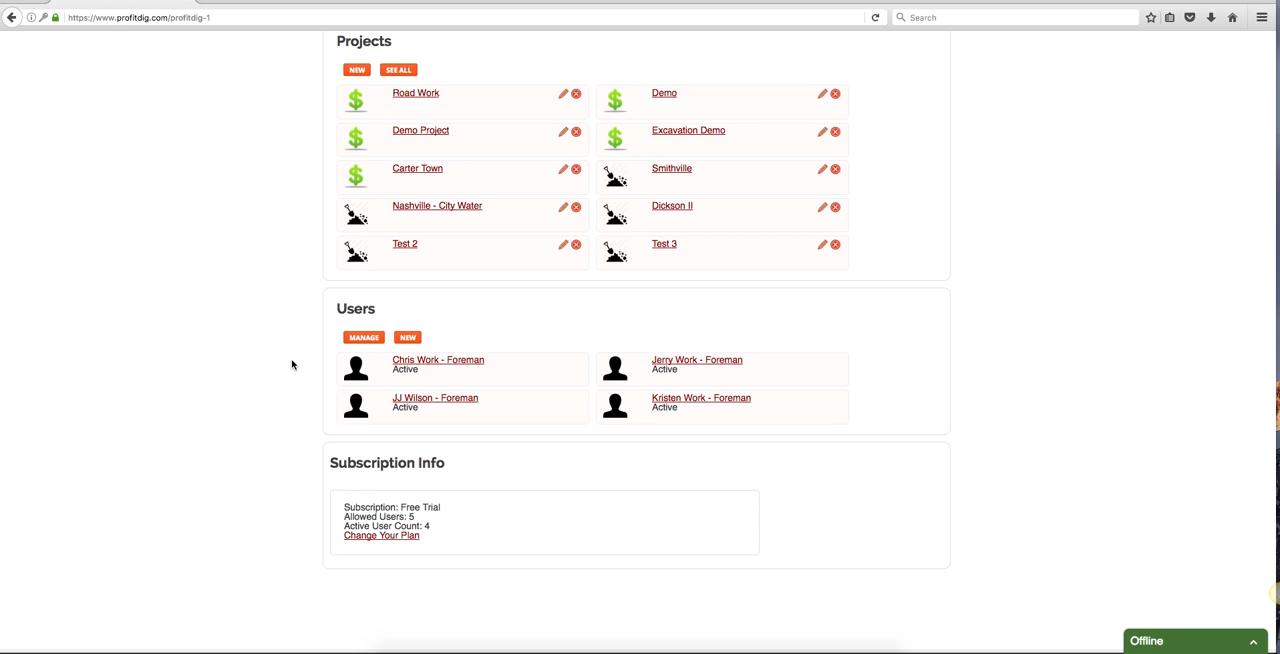 https://www.profitdig.com/profitdig-1
Search
Projects
NEW
SEE ALL
Road Work
Demo
Demo Project
Excavation Demo
Carter Town
Smithville
Nashville - City Water
Dickson II
Test 2
Test 3
Users
MANAGE
NEW
Chris Work - Foreman
Active
Jerry Work - Foreman
Active
JJ Wilson - Foreman
Active
Kristen Work - Foreman
Active
Subscription Info
Subscription: Free Trial
Allowed Users: 5
Active User Count: 4
Change Your Plan
Offline